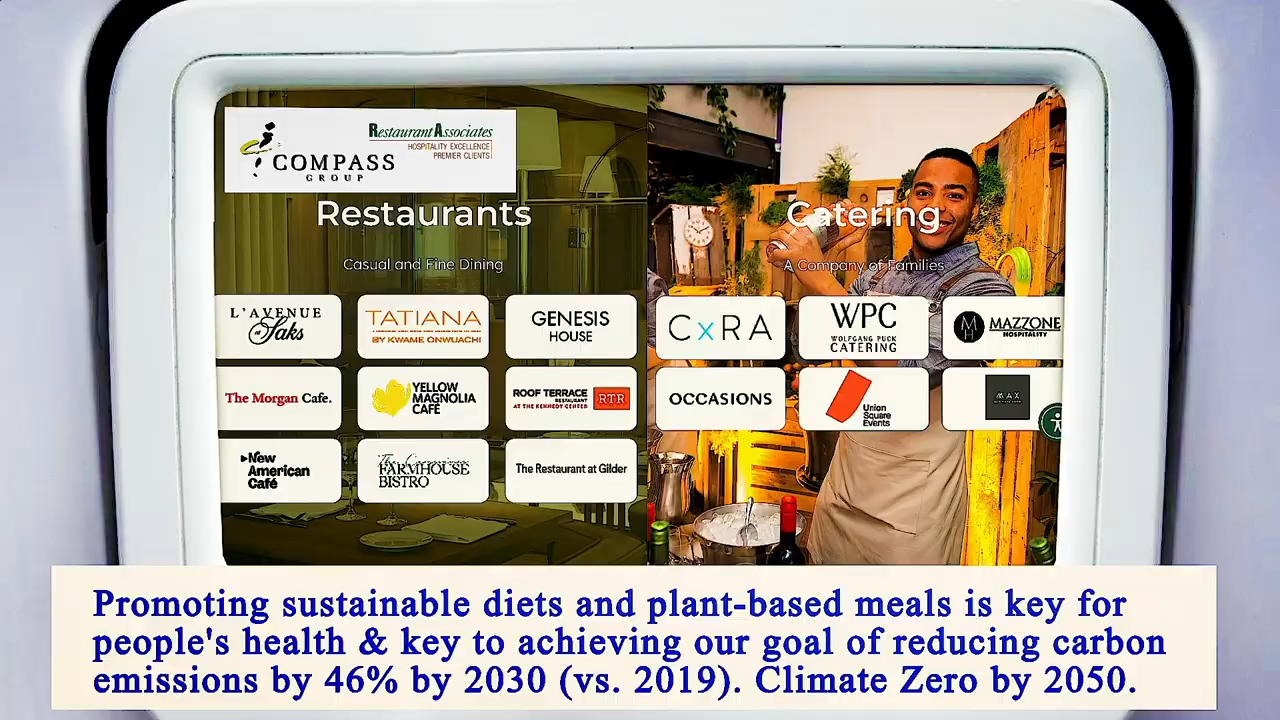 COMPASS
GROUP
Restaurant Associates
HOSPITALITY EXCELLENCE
PREMIER CLIENTS
Restaurants
Casual and Fine Dining
L'AVENUE
Saks
TATIANA
BY KWAME ONWUACHI
GENESIS
HOUSE
The Morgan Cafe.
YELLOW
MAGNOLIA
CAFÉ
ROOF TERRACE
RESTAURANT
AT THE KENNEDY CENTER
RTR
New
American
Café
FARMHOUSE
BISTRO
The Restaurant at Gilder
Catering
A Company of Families
CxRA
WPC
WOLFGANG PUCK
CATERING
MH
MAZZONE
HOSPITALITY
OCCASIONS
Union
Square
Events
MAX
Promoting sustainable diets and plant-based meals is key for
people's health & key to achieving our goal of reducing carbon
emissions by 46% by 2030 (vs. 2019). Climate Zero by 2050.